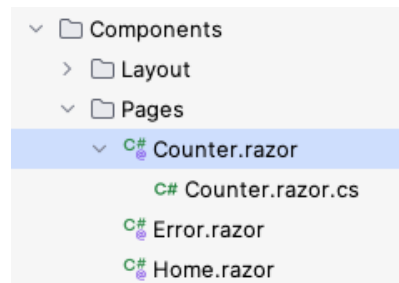 Components
Layout
Pages
C# @ Counter.razor
C# Counter.razor.cs
C# @ Error.razor
C# @ Home.razor